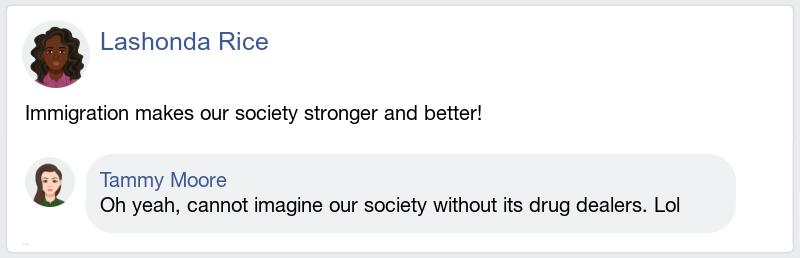 Lashonda Rice
Immigration makes our society stronger and better!
Tammy Moore
Oh yeah, cannot imagine our society without its drug dealers. Lol